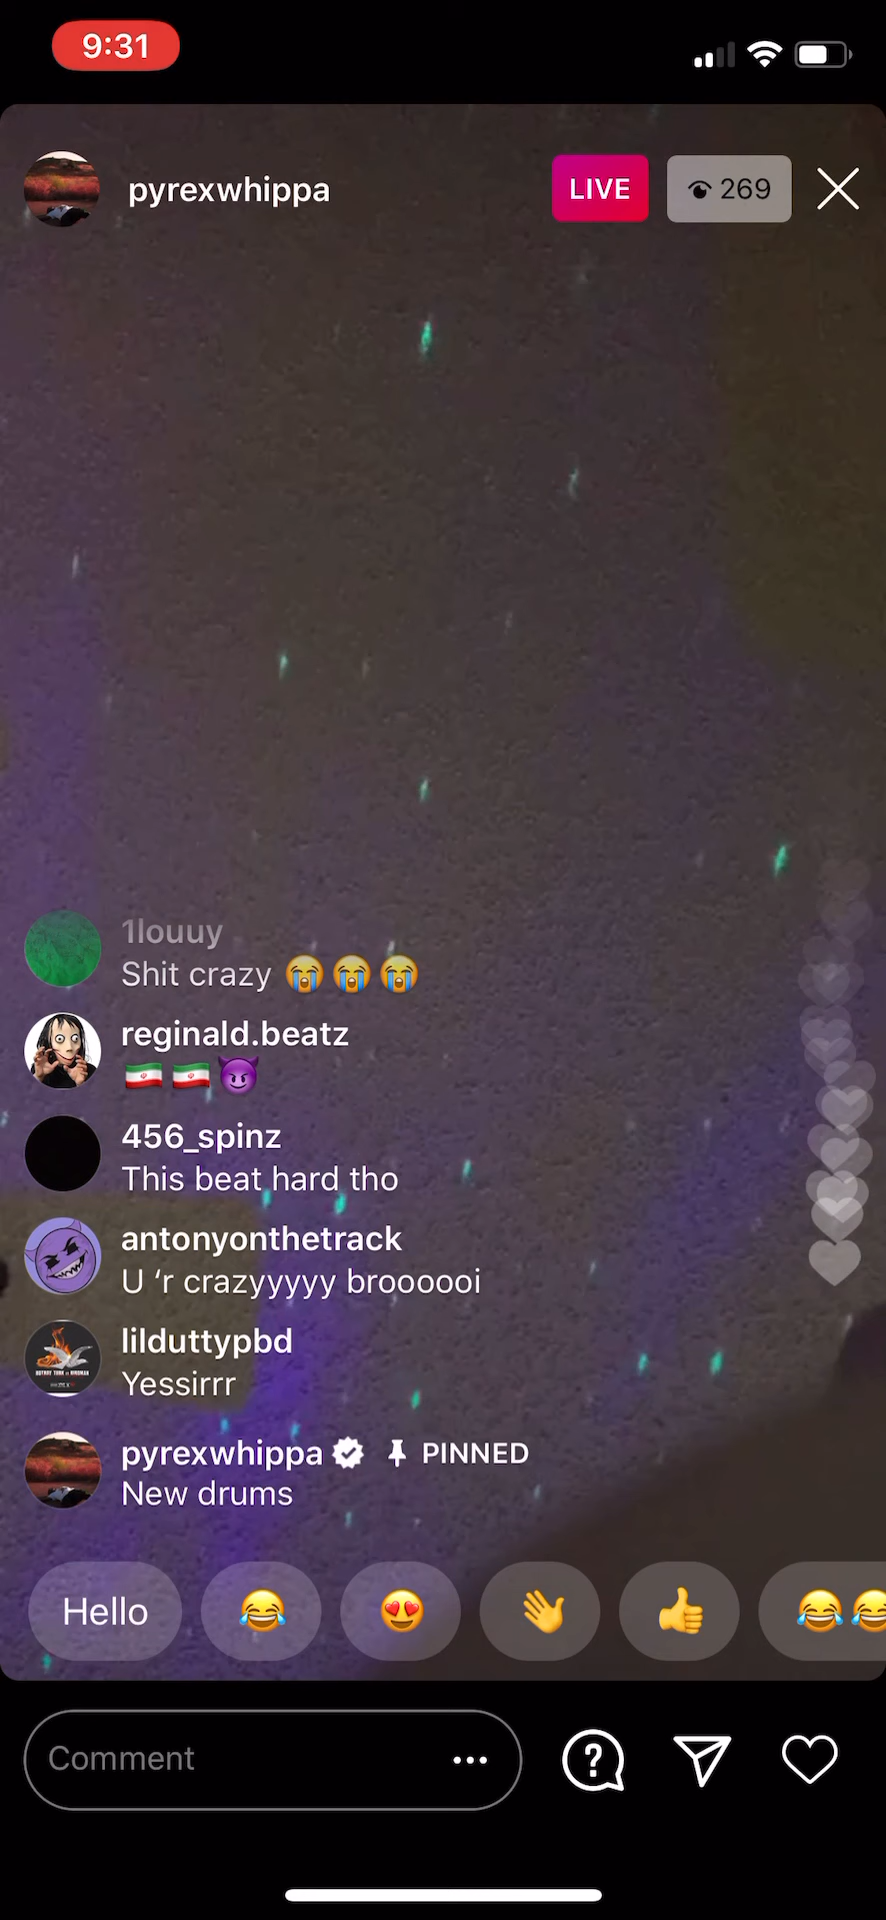 9:31
pyrexwhippa
LIVE
269
1louuy
Shit crazy 😭😭😭
reginald.beatz
🇮🇷🇮🇷😈
456_spinz
This beat hard tho
antonyonthetrack
U ‘r crazyyyyy broooooi
lilduttypbd
Yessirrr
pyrexwhippa PINNED
New drums
Hello 😂 😍 👋 👍 😂😂
Comment